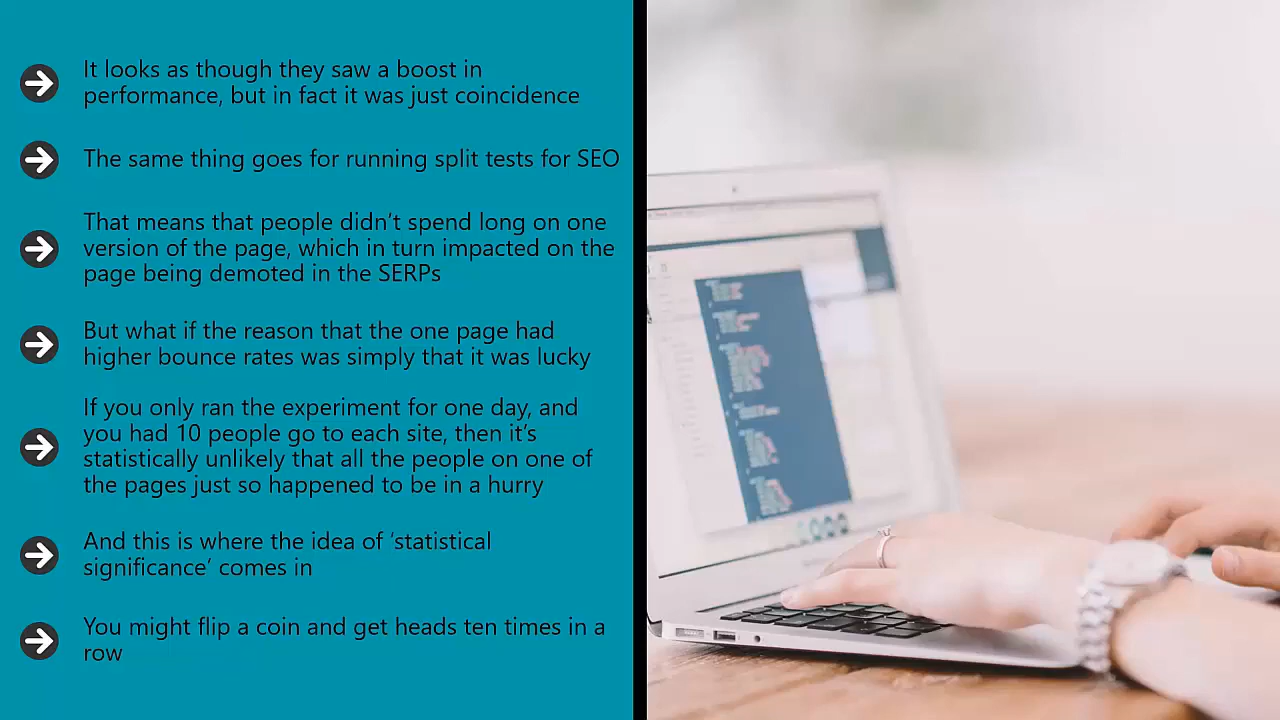 It looks as though they saw a boost in
performance, but in fact it was just coincidence
The same thing goes for running split tests for SEO
That means that people didn’t spend long on one
version of the page, which in turn impacted on the
page being demoted in the SERPs
But what if the reason that the one page had
higher bounce rates was simply that it was lucky
If you only ran the experiment for one day, and
you had 10 people go to each site, then it’s
statistically unlikely that all the people on one of
the pages just so happened to be in a hurry
And this is where the idea of ‘statistical
significance’ comes in
You might flip a coin and get heads ten times in a
row